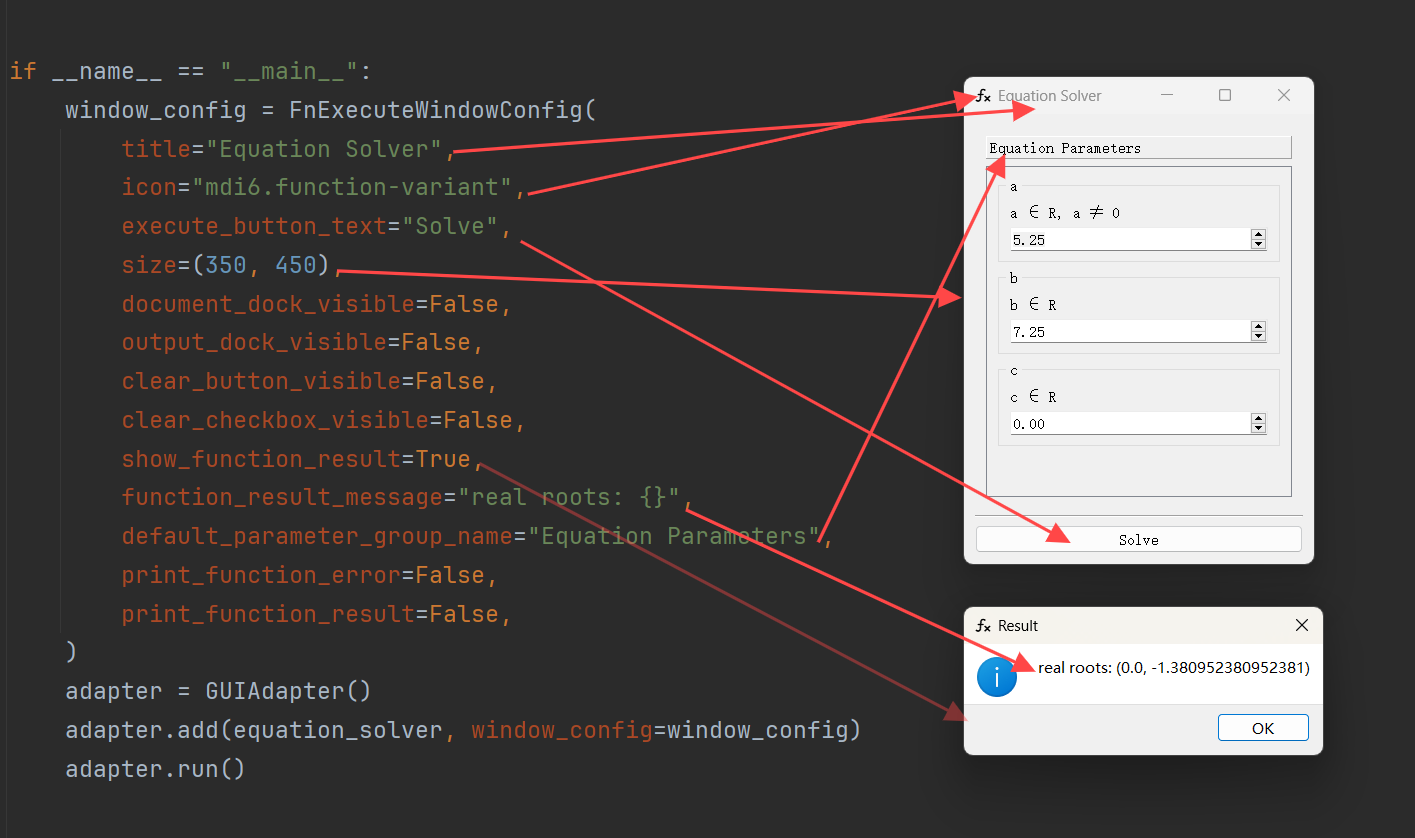 if __name__ == "__main__":
window_config = FnExecuteWindowConfig(
title="Equation Solver",
icon="mdi6.function-variant",
execute_button_text="Solve",
size=(350, 450),
document_dock_visible=False,
output_dock_visible=False,
clear_button_visible=False,
clear_checkbox_visible=False,
show_function_result=True,
function_result_message="real roots: {}",
default_parameter_group_name="Equation Parameters",
print_function_error=False,
print_function_result=False,
)
adapter = GUIAdapter()
adapter.add(equation_solver, window_config=window_config)
adapter.run()
fx Equation Solver
Equation Parameters
a
a ∈ R, a ≠ 0
5.25
b
b ∈ R
7.25
c
c ∈ R
0.00
Solve
fx Result
i
real roots: (0.0, -1.380952380952381)
OK